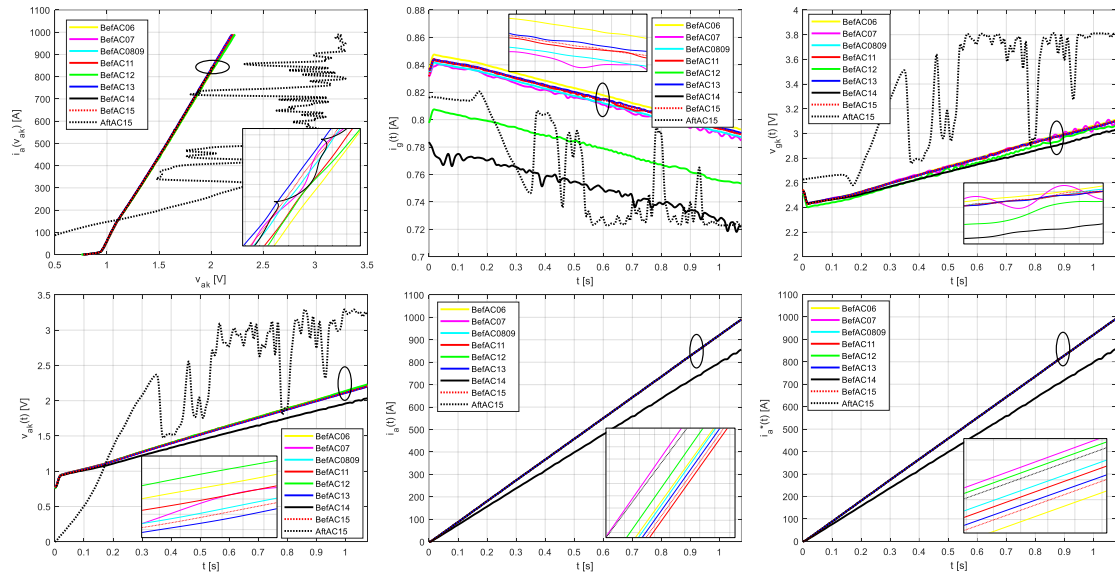 1100
1000
900
800
700
600
500
400
300
200
100
0
i_a(v_ak) [A]
BefAC06
BefAC07
BefAC0809
BefAC11
BefAC12
BefAC13
BefAC14
BefAC15
AftAC15
0.5 1 1.5 2 2.5 3 3.5
v_ak [V]
0.88
0.86
0.84
0.82
0.8
0.78
0.76
0.74
0.72
0.7
i_g(t) [A]
BefAC06
BefAC07
BefAC0809
BefAC11
BefAC12
BefAC13
BefAC14
BefAC15
AftAC15
0 0.1 0.2 0.3 0.4 0.5 0.6 0.7 0.8 0.9 1
t [s]
4
3.8
3.6
3.4
3.2
3
2.8
2.6
2.4
2.2
2
v_gk(t) [V]
BefAC06
BefAC07
BefAC0809
BefAC11
BefAC12
BefAC13
BefAC14
BefAC15
AftAC15
0 0.1 0.2 0.3 0.4 0.5 0.6 0.7 0.8 0.9 1
t [s]
3.5
3
2.5
2
1.5
1
0.5
0
v_ak(t) [V]
BefAC06
BefAC07
BefAC0809
BefAC11
BefAC12
BefAC13
BefAC14
BefAC15
AftAC15
0 0.1 0.2 0.3 0.4 0.5 0.6 0.7 0.8 0.9 1
t [s]
1100
1000
900
800
700
600
500
400
300
200
100
0
i_a(t) [A]
BefAC06
BefAC07
BefAC0809
BefAC11
BefAC12
BefAC13
BefAC14
BefAC15
AftAC15
0 0.1 0.2 0.3 0.4 0.5 0.6 0.7 0.8 0.9 1
t [s]
1100
1000
900
800
700
600
500
400
300
200
100
0
i_a*(t) [A]
BefAC06
BefAC07
BefAC0809
BefAC11
BefAC12
BefAC13
BefAC14
BefAC15
AftAC15
0 0.1 0.2 0.3 0.4 0.5 0.6 0.7 0.8 0.9 1
t [s]